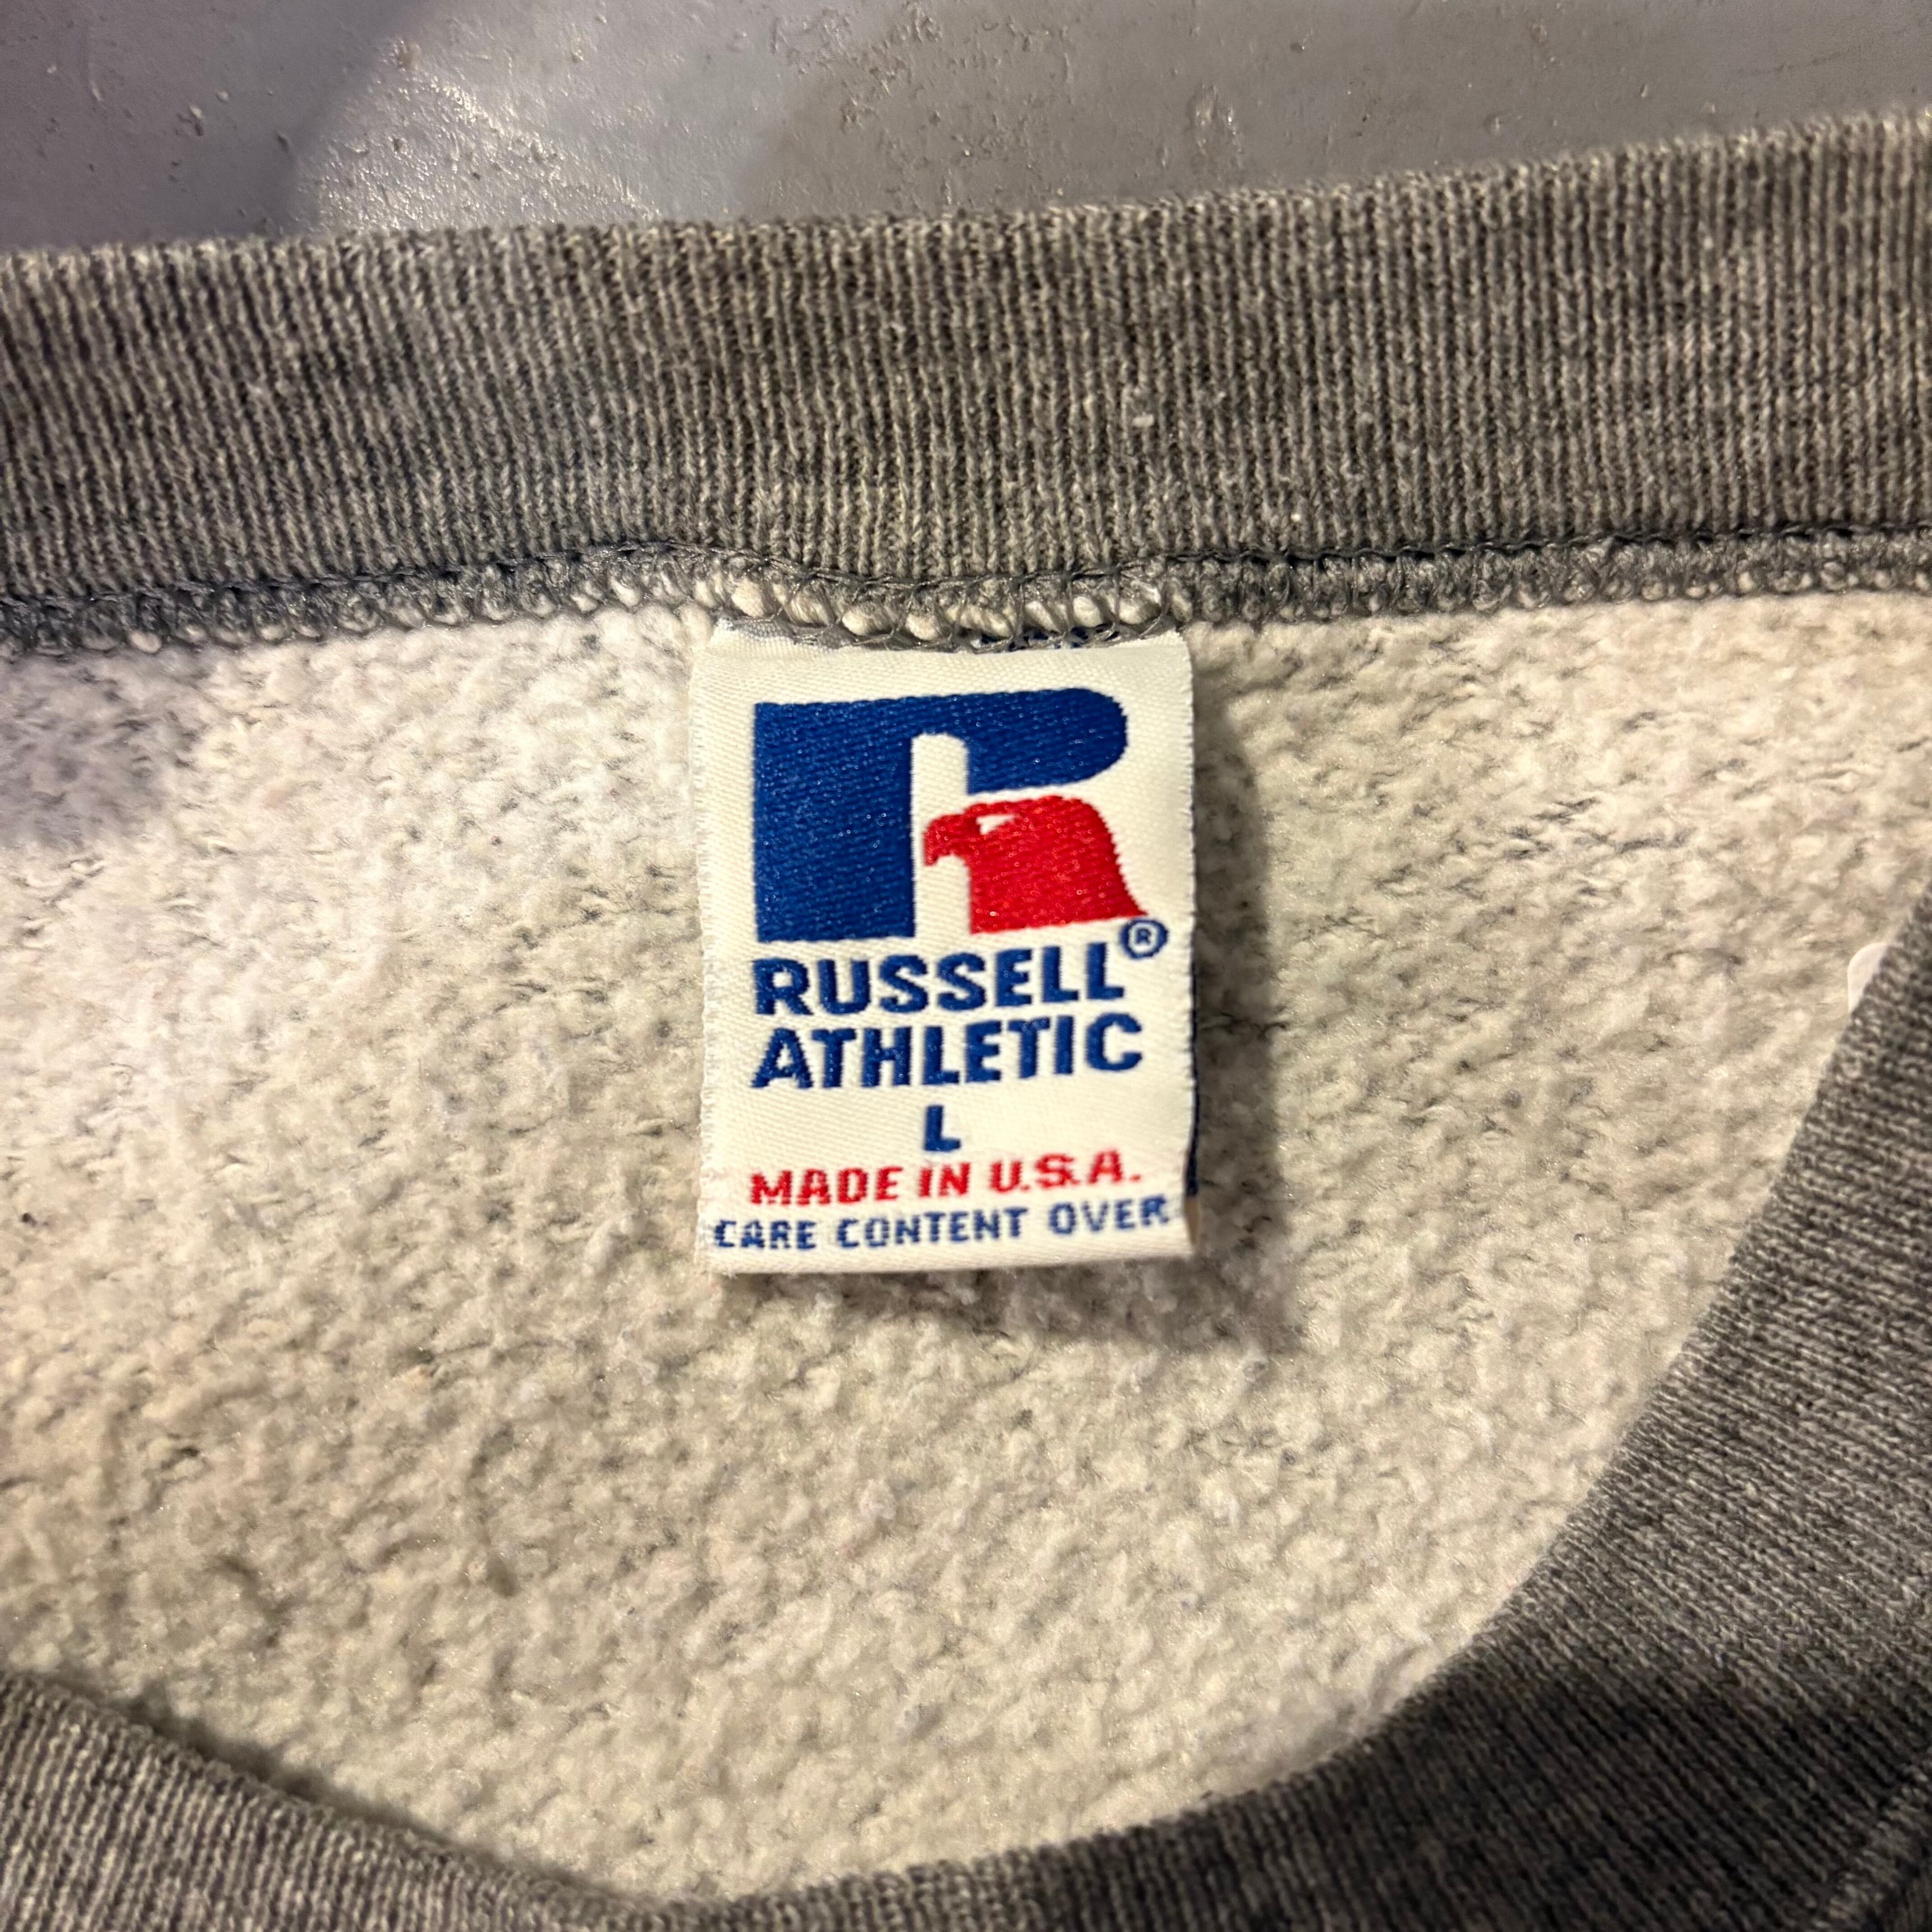 RUSSELL®
ATHLETIC
L
MADE IN U.S.A.
CARE CONTENT OVER